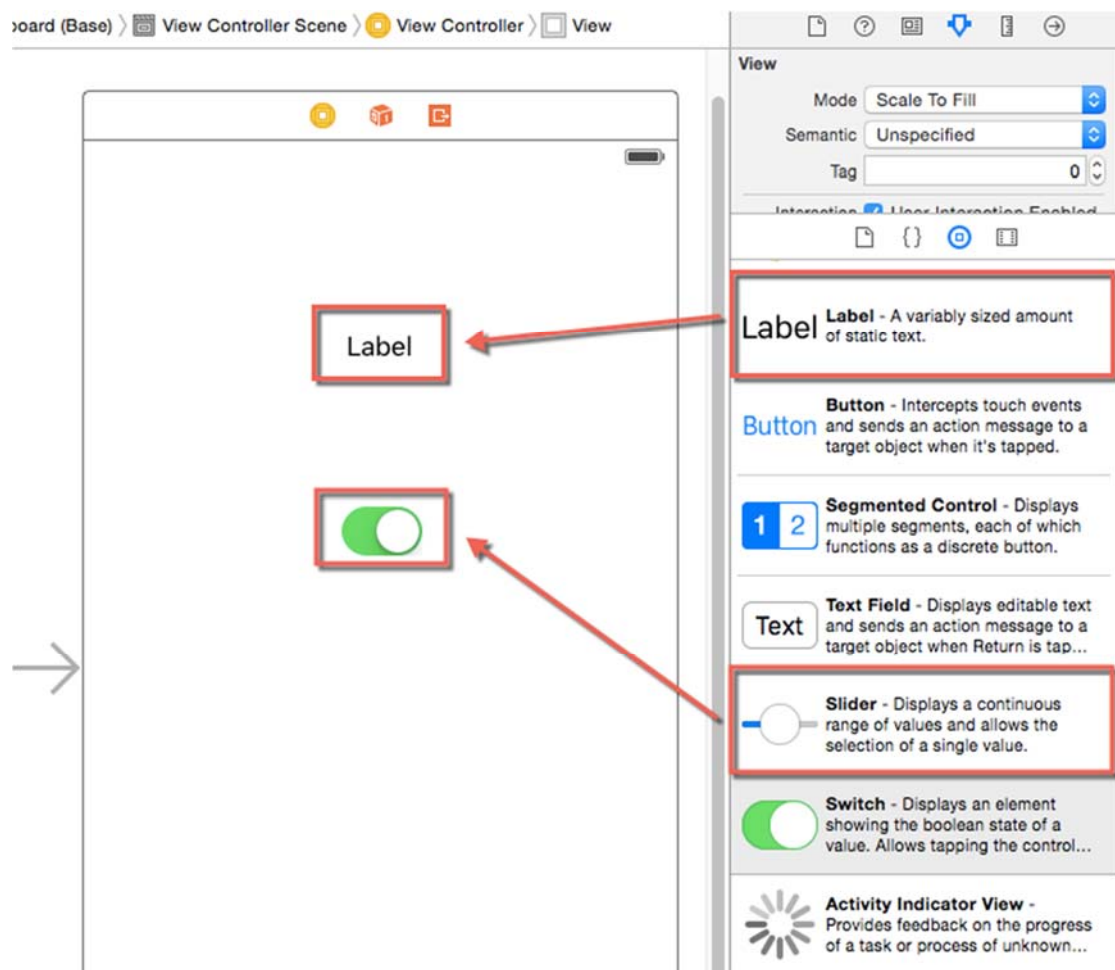 board (Base) 〉 View Controller Scene 〉 View Controller 〉 View
View
Mode Scale To Fill
Semantic Unspecified
Tag 0
Interaction User Interaction Enabled
Label
Label Label - A variably sized amount
of static text.
Button - Intercepts touch events
Button and sends an action message to a
target object when it's tapped.
Segmented Control - Displays
1 2 multiple segments, each of which
functions as a discrete button.
Text Field - Displays editable text
Text and sends an action message to a
target object when Return is tap...
Slider - Displays a continuous
range of values and allows the
selection of a single value.
Switch - Displays an element
showing the boolean state of a
value. Allows tapping the control...
Activity Indicator View -
Provides feedback on the progress
of a task or process of unknown...